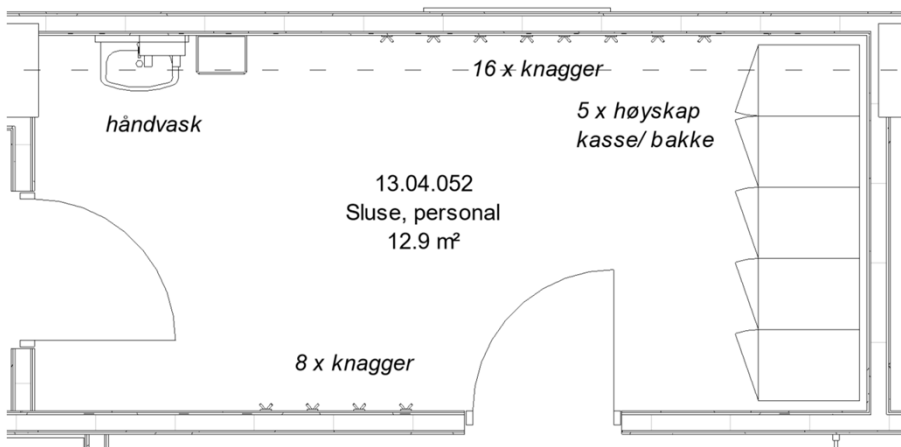 16 x knagger
håndvask
5 x høyskap
kasse/ bakke
13.04.052
Sluse, personal
12.9 m²
8 x knagger